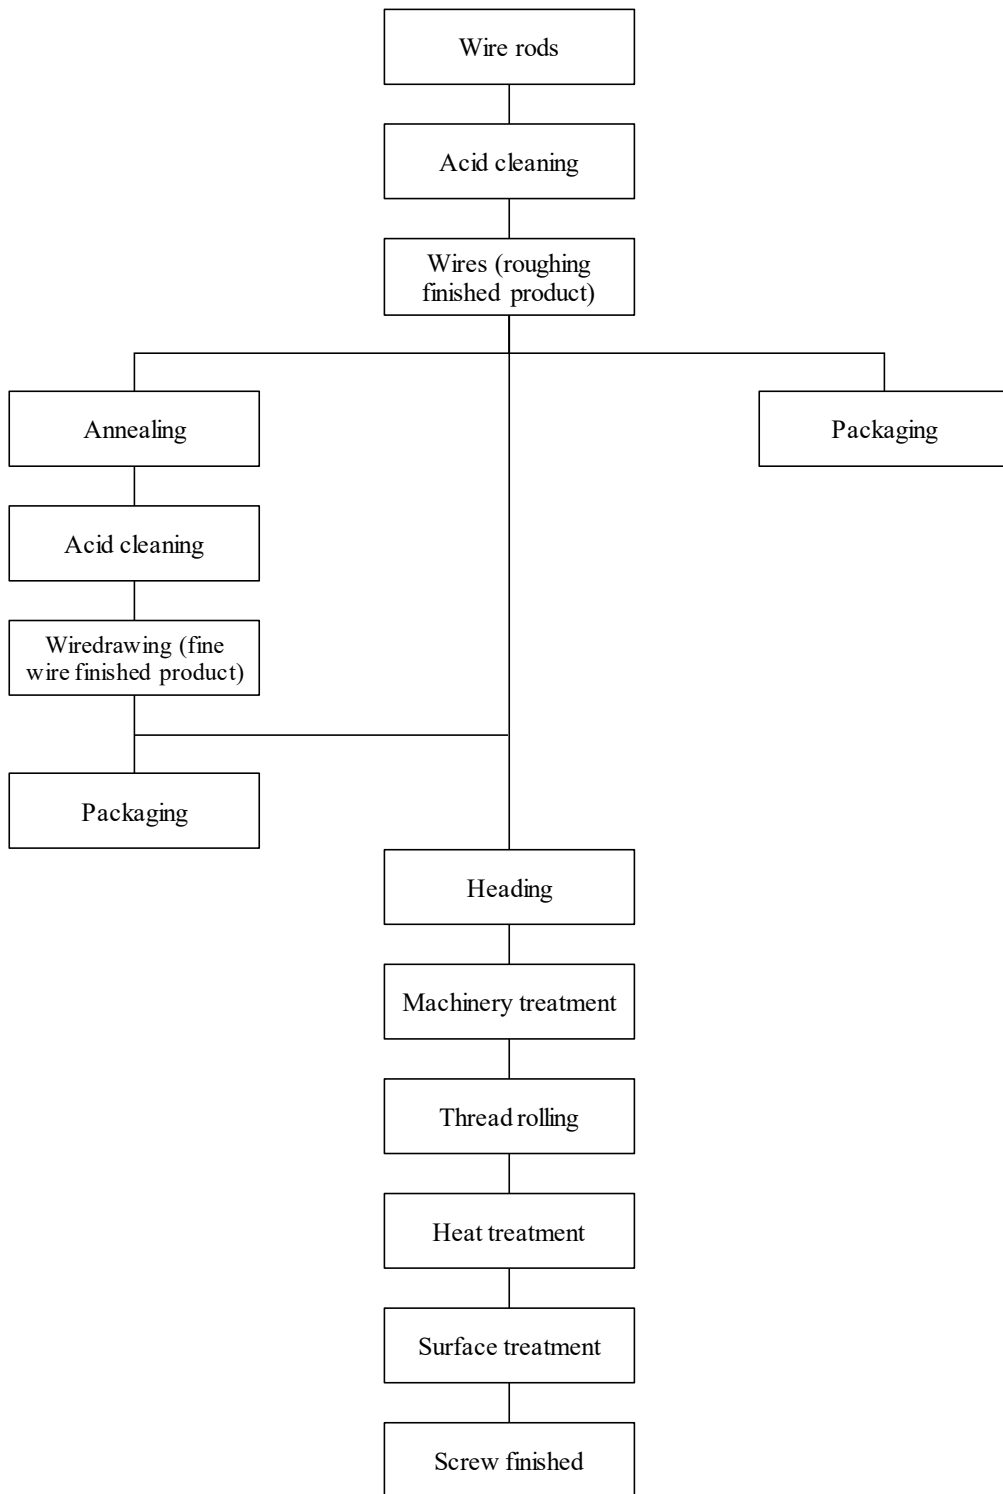 Wire rods
Acid cleaning
Wires (roughing
finished product)
Annealing
Packaging
Acid cleaning
Wiredrawing (fine
wire finished product)
Packaging
Heading
Machinery treatment
Thread rolling
Heat treatment
Surface treatment
Screw finished